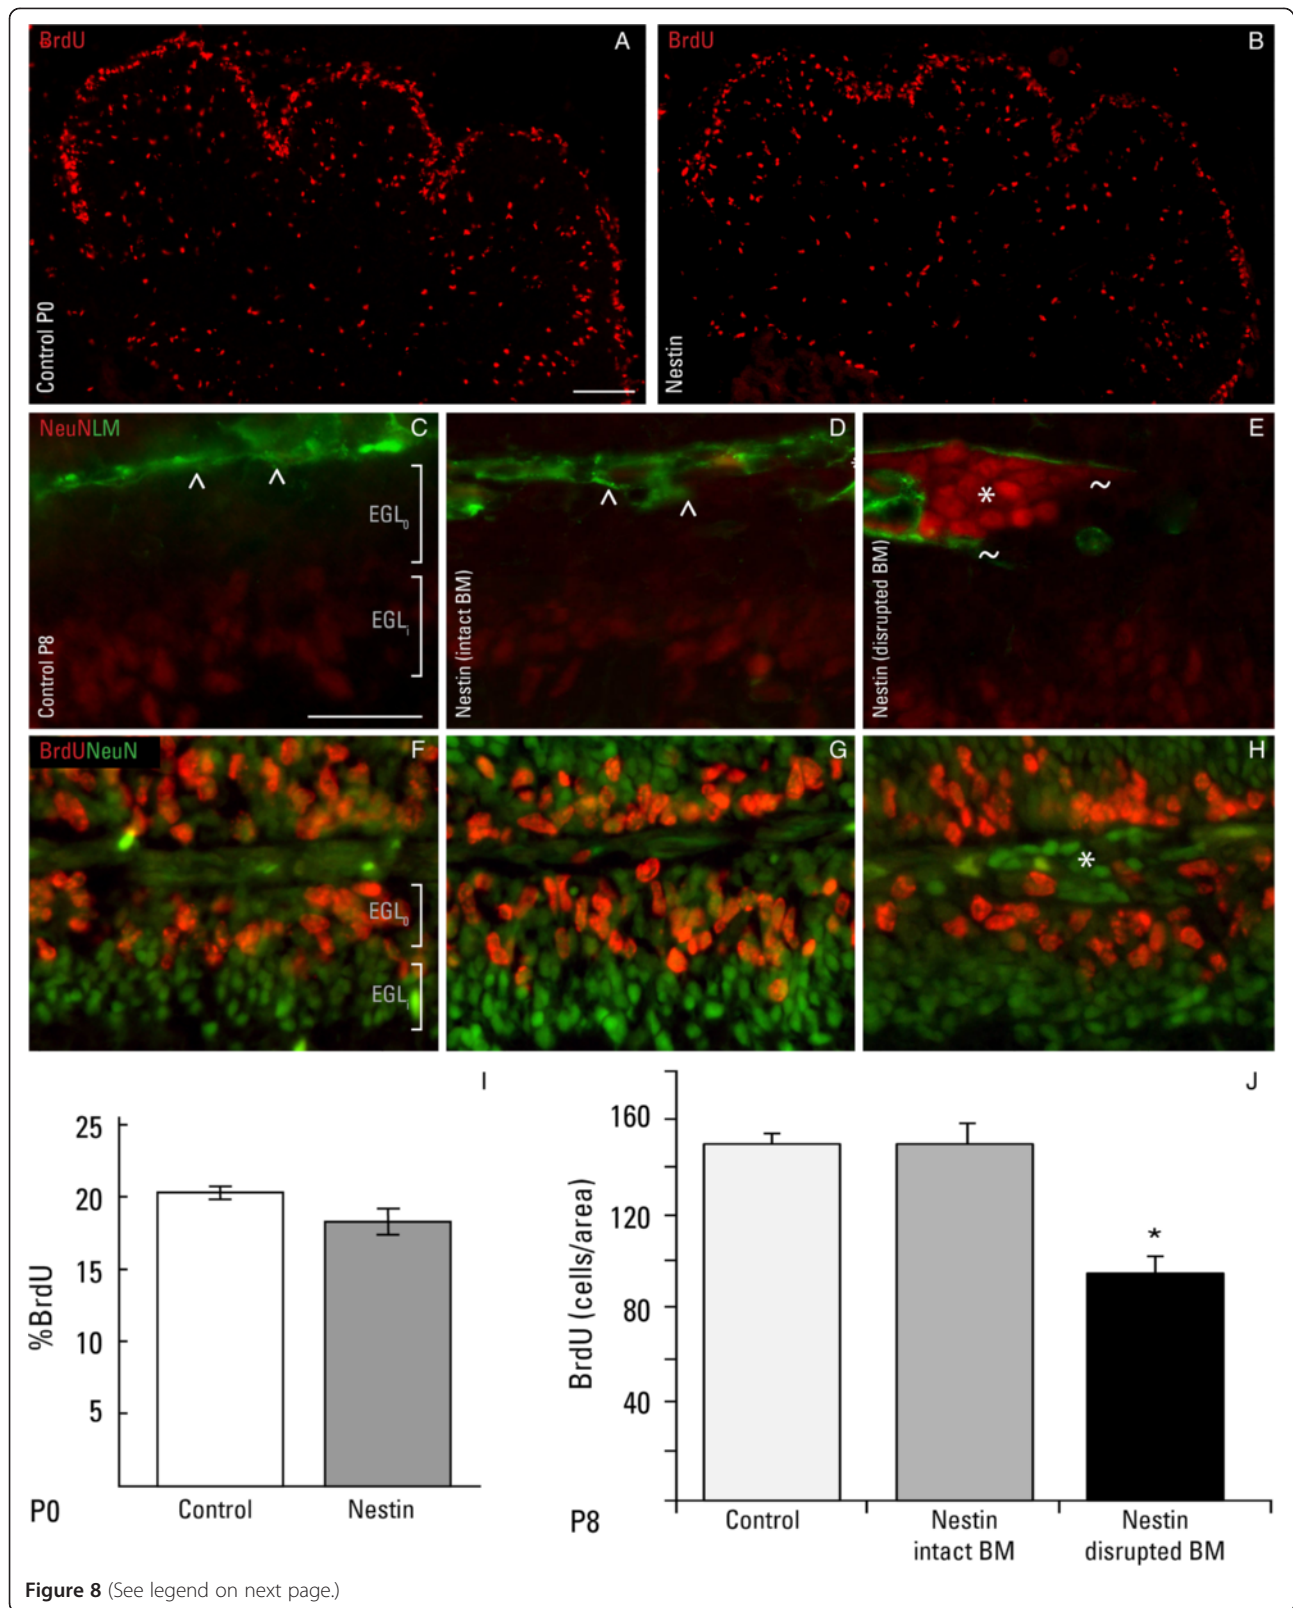 BrdU A
BrdU B
Control P0
Nestin
NeuNLM C
D
E
EGL0
EGLi
Control P8
^ ^
Nestin (intact BM)
^ ^
Nestin (disrupted BM)
* ~
~
BrdUNeuN F
G
H
EGL0
EGLi
*
I
J
25
20
15
10
5
%BrdU
P0
Control
Nestin
160
120
80
40
BrdU (cells/area)
*
P8
Control
Nestin
intact BM
Nestin
disrupted BM
Figure 8 (See legend on next page.)